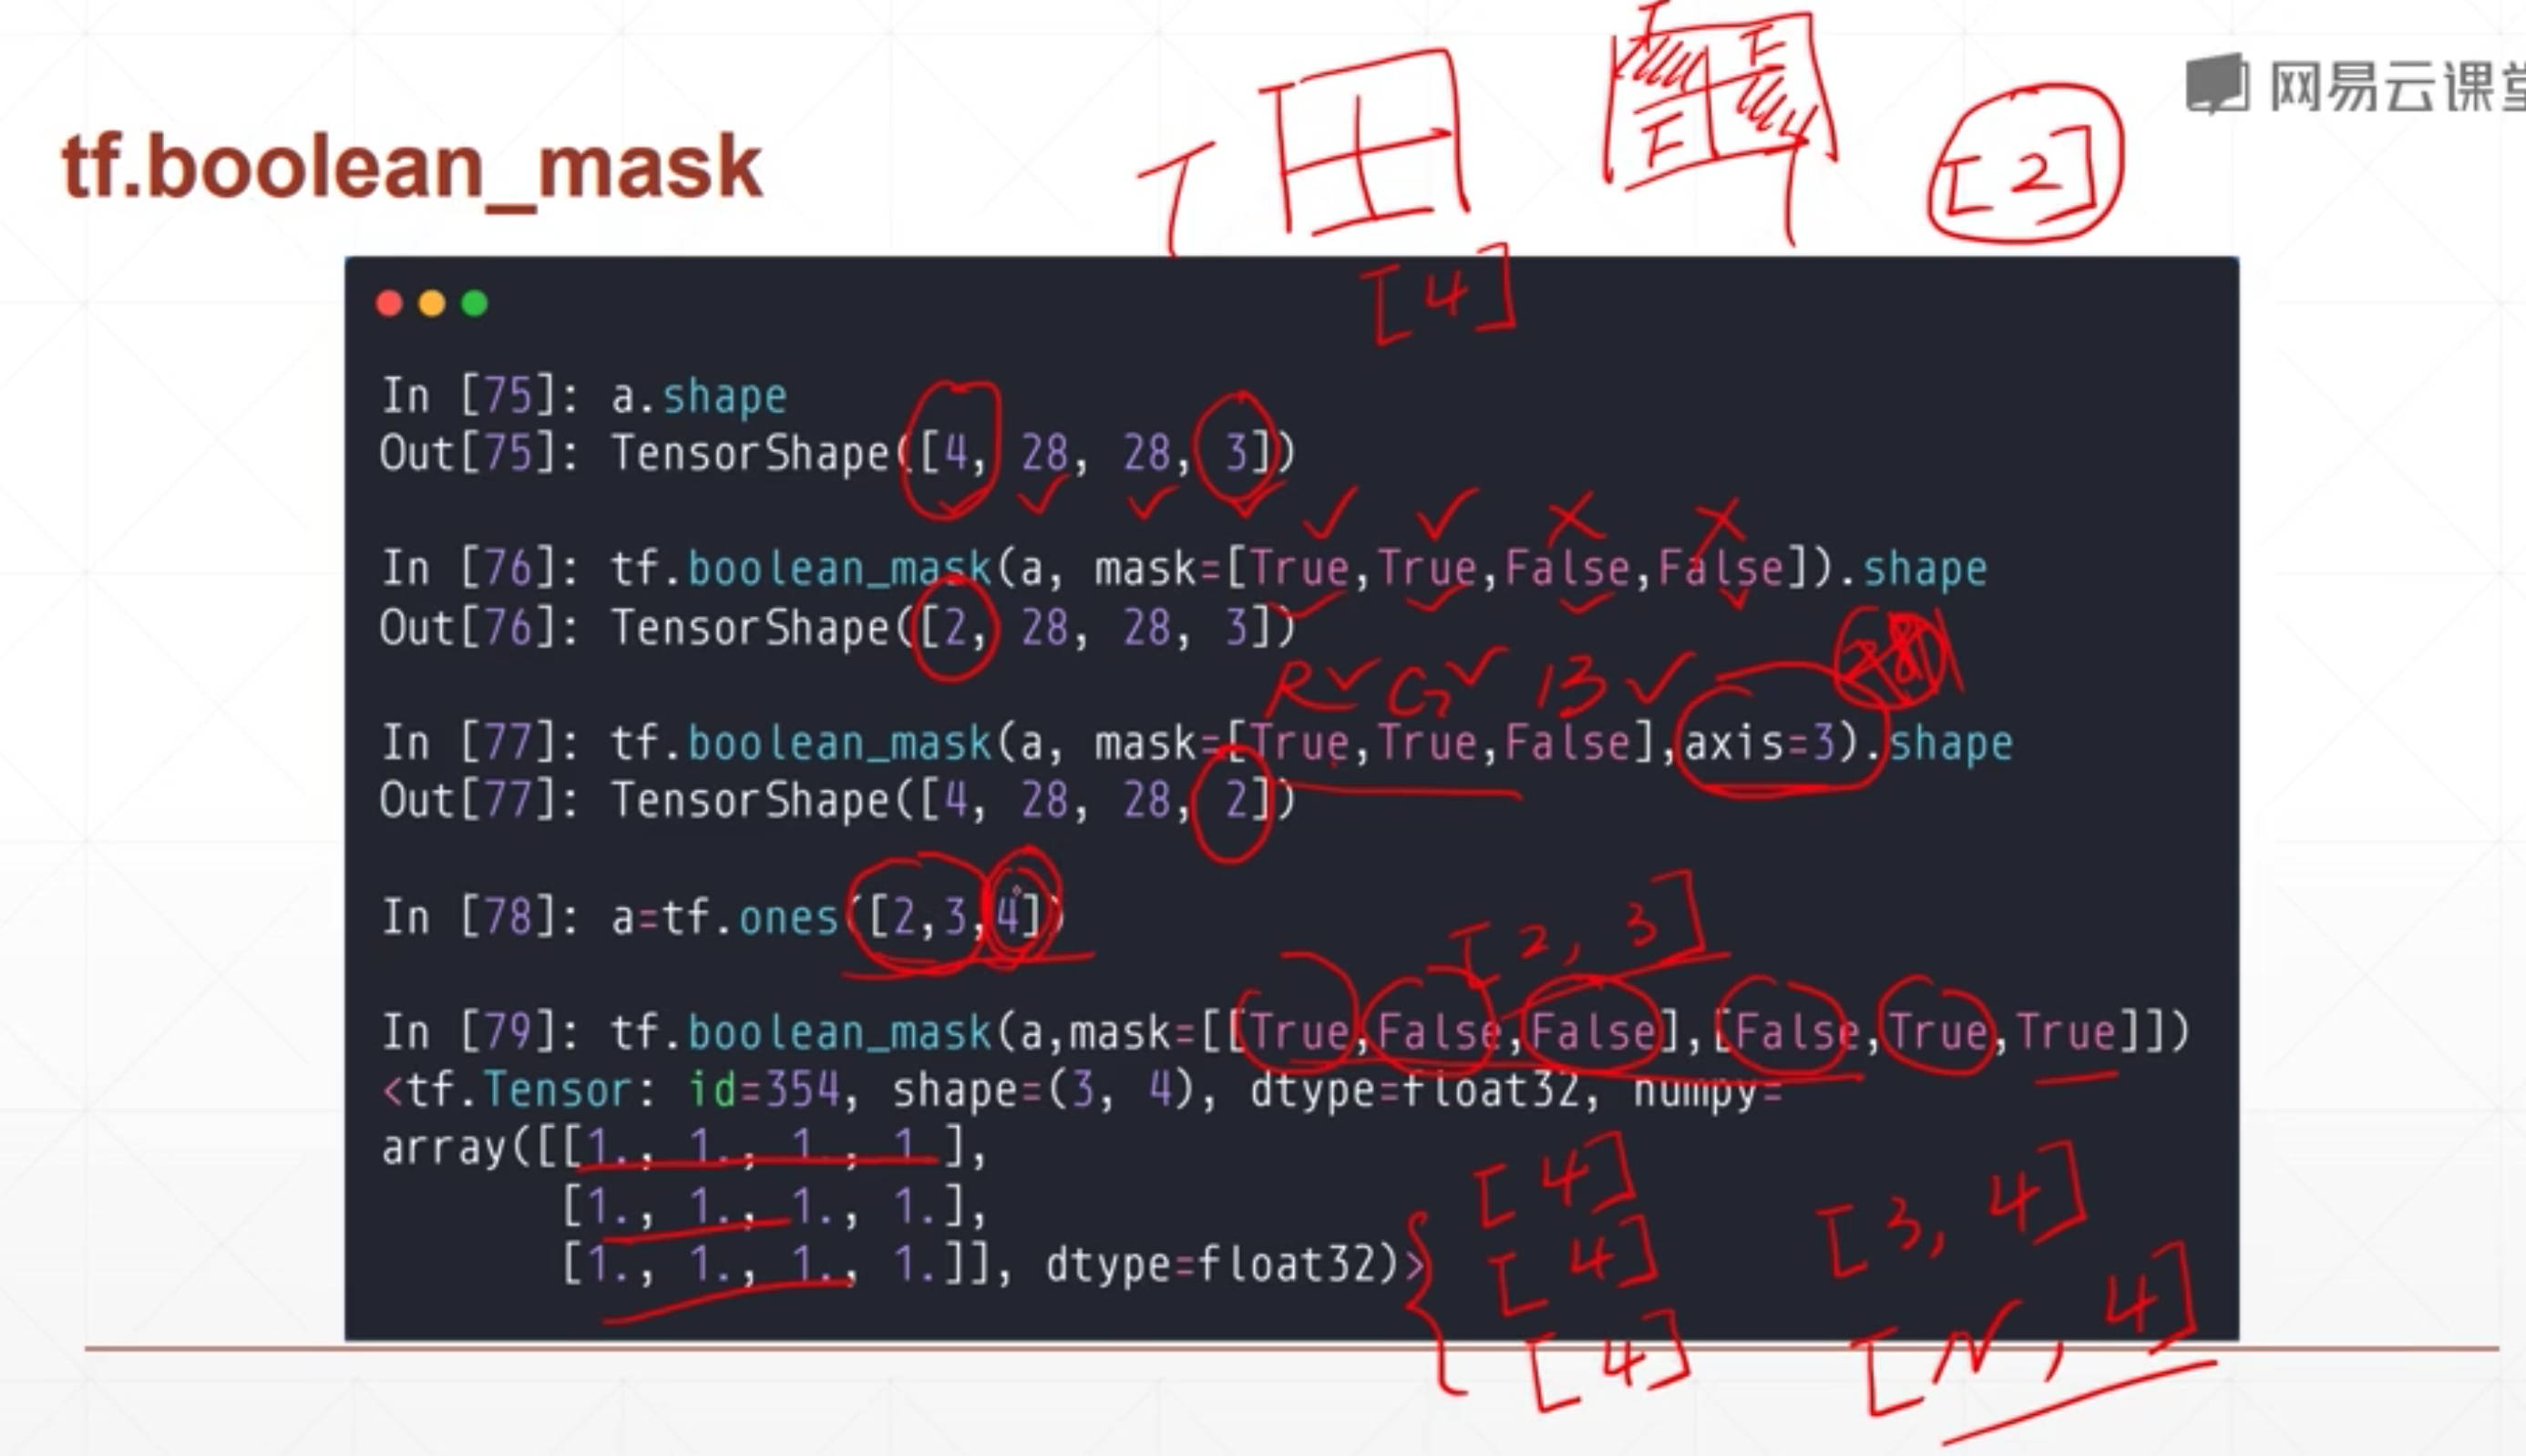 网易云课堂
tf.boolean_mask
T
F
F
[2]
[4]
In [75]: a.shape
Out[75]: TensorShape([4, 28, 28, 3])
In [76]: tf.boolean_mask(a, mask=[True,True,False,False]).shape
Out[76]: TensorShape([2, 28, 28, 3])
R G B
In [77]: tf.boolean_mask(a, mask=[True,True,False],axis=3).shape
Out[77]: TensorShape([4, 28, 28, 2])
In [78]: a=tf.ones([2,3,4])
[2, 3]
In [79]: tf.boolean_mask(a,mask=[[True,False,False],[False,True,True]])
<tf.Tensor: id=354, shape=(3, 4), dtype=float32, numpy=
array([[1., 1., 1., 1.],
[1., 1., 1., 1.],
[1., 1., 1., 1.]], dtype=float32)>
[4]
[4]
[4]
[3, 4]
[N, 4]